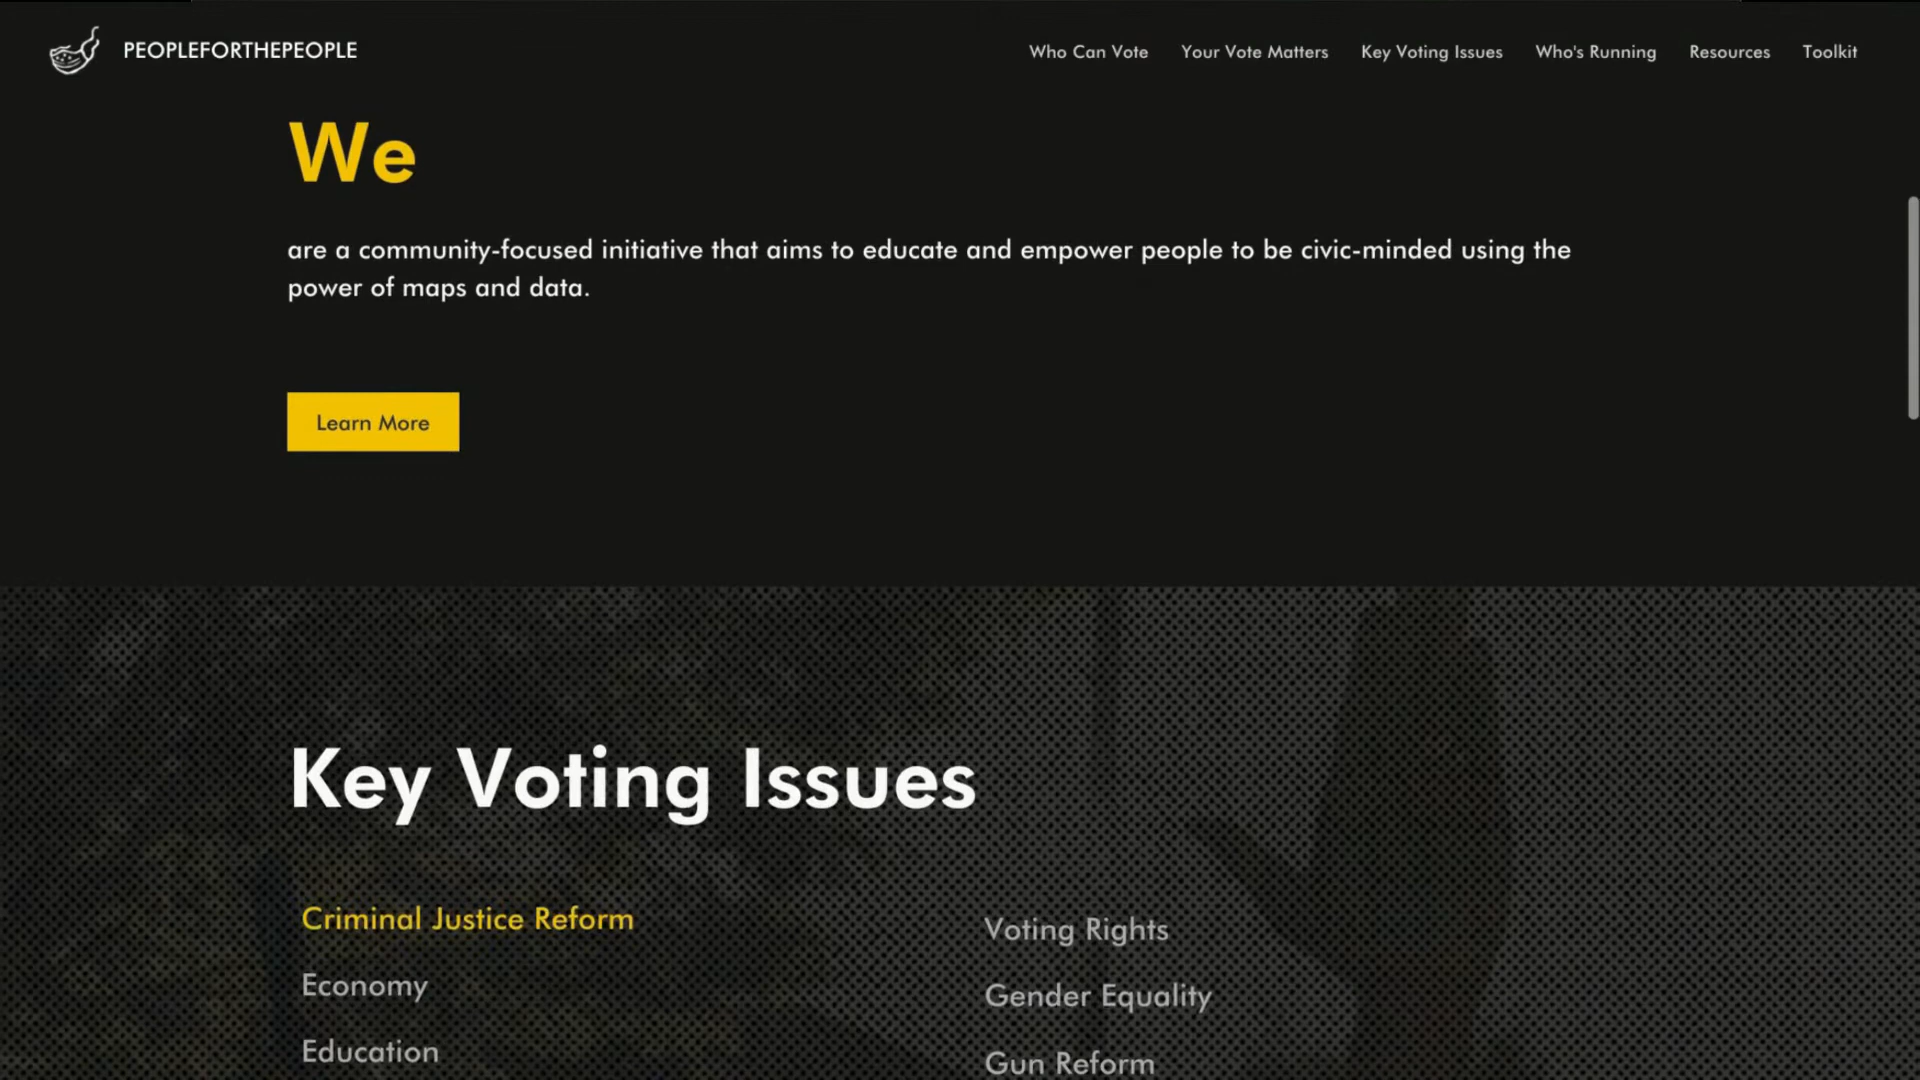 PEOPLEFORTHEPEOPLE
Who Can Vote
Your Vote Matters
Key Voting Issues
Who's Running
Resources
Toolkit
We
are a community-focused initiative that aims to educate and empower people to be civic-minded using the
power of maps and data.
Learn More
Key Voting Issues
Criminal Justice Reform
Economy
Education
Voting Rights
Gender Equality
Gun Reform